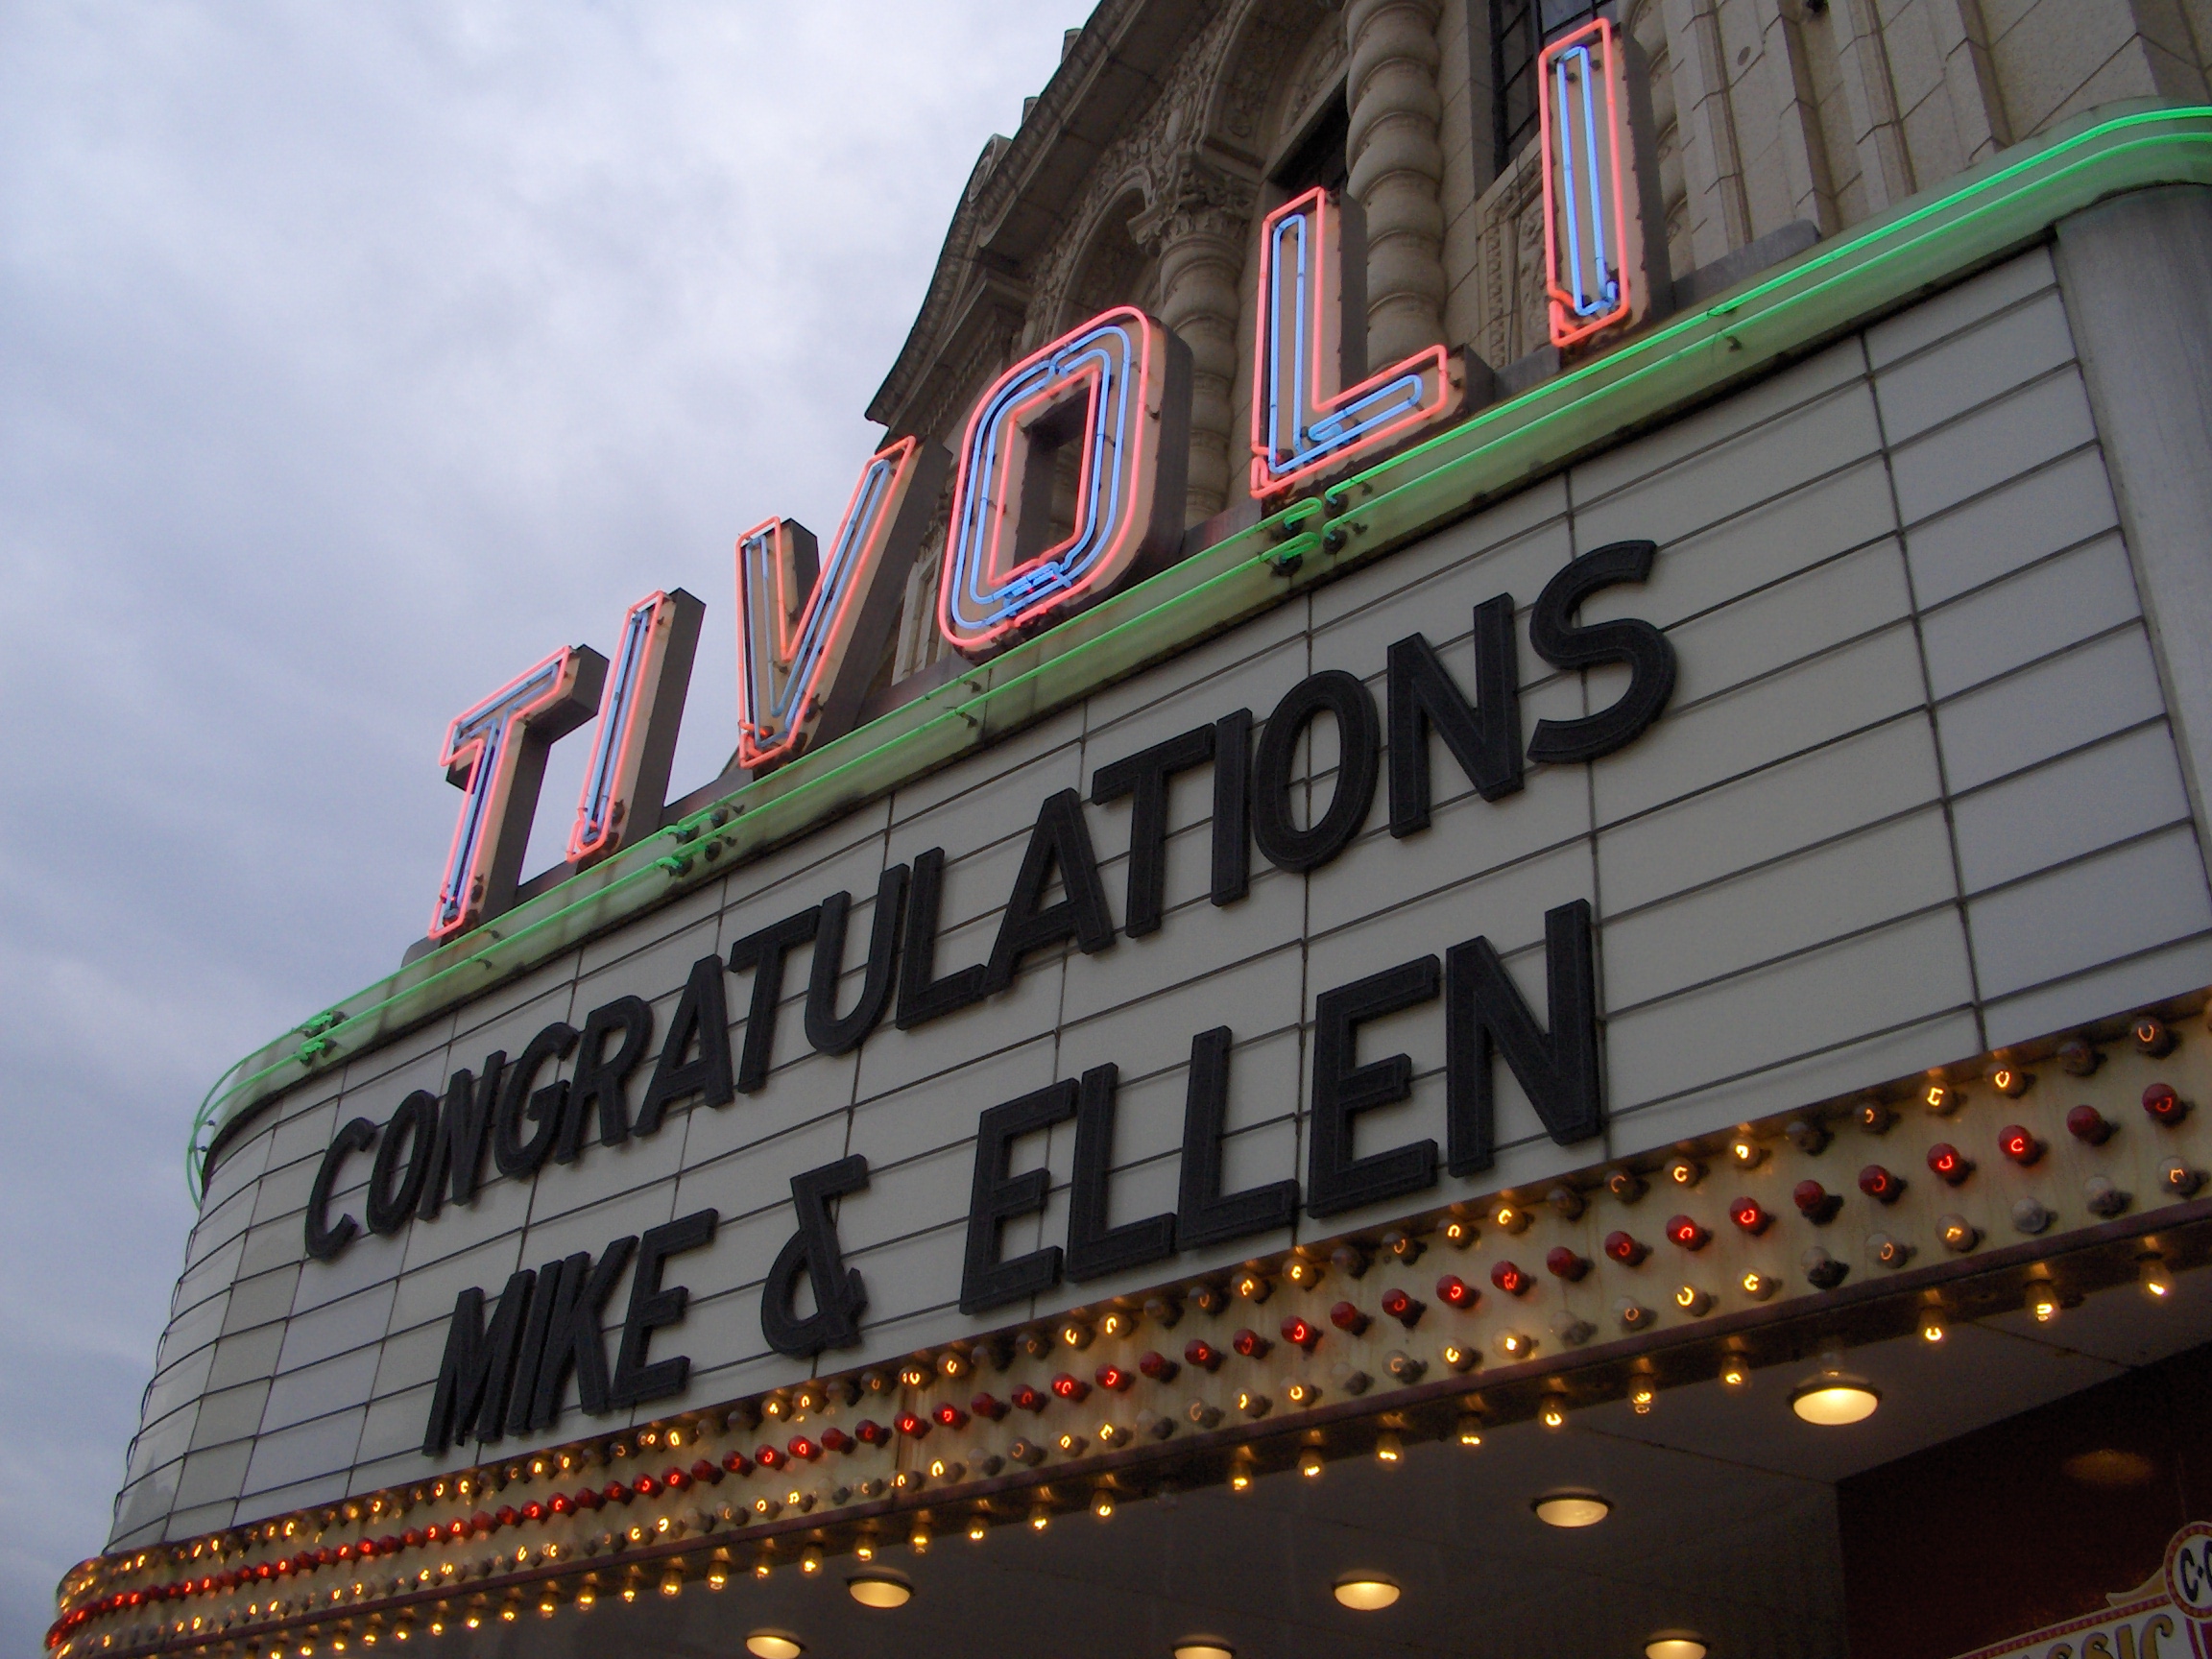 TIVOLI
CONGRATULATIONS
MIKE & ELLEN